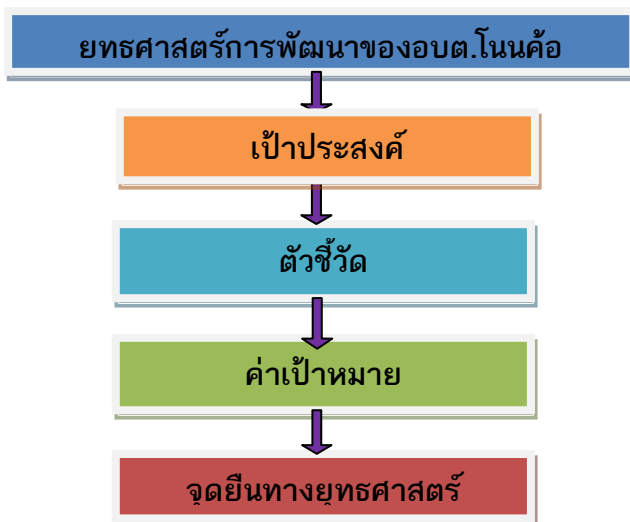 ยทธศาสตร์การพัฒนาของอบต.โนนค้อ
เป้าประสงค์
ตัวชี้วัด
ค่าเป้าหมาย
จุดยืนทางยุทธศาสตร์